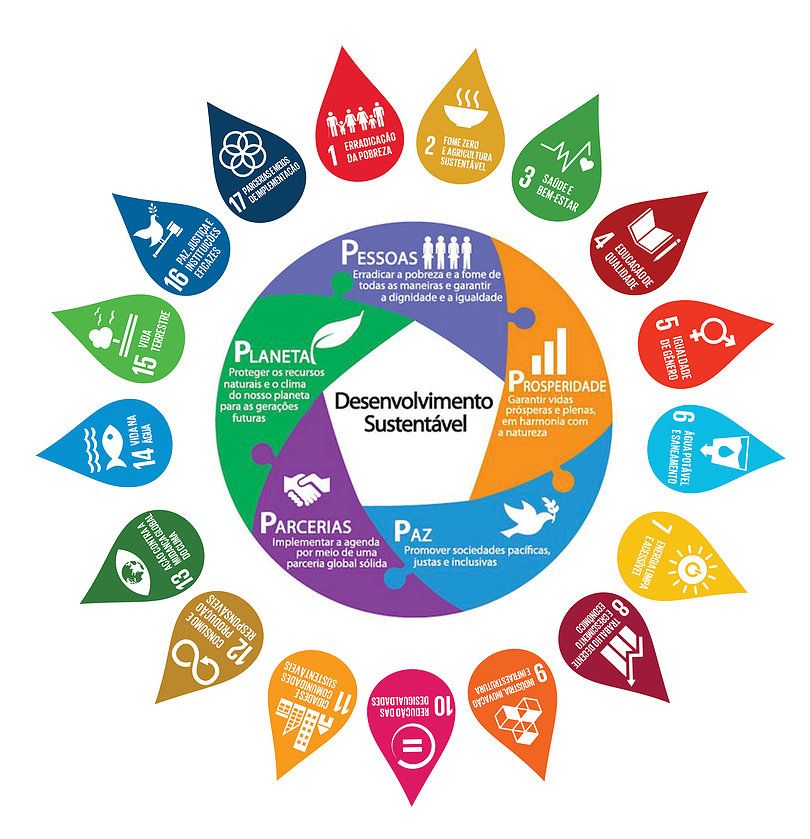 1
ERRADICAÇÃO
DA POBREZA
2
FOME ZERO
E AGRICULTURA
SUSTENTÁVEL
3
SAÚDE E
BEM-ESTAR
4
EDUCAÇÃO DE
QUALIDADE
5
IGUALDADE
DE GÊNERO
6
ÁGUA POTÁVEL
E SANEAMENTO
7
ENERGIA LIMPA
E ACESSÍVEL
8
TRABALHO DECENTE
E CRESCIMENTO
ECONÔMICO
9
INDÚSTRIA, INOVAÇÃO
E INFRAESTRUTURA
10
REDUÇÃO DAS
DESIGUALDADES
11
CIDADES E
COMUNIDADES
SUSTENTÁVEIS
12
CONSUMO E
PRODUÇÃO
RESPONSÁVEIS
13
AÇÃO CONTRA A
MUDANÇA GLOBAL
DO CLIMA
14
VIDA NA
ÁGUA
15
VIDA
TERRESTRE
16
PAZ, JUSTIÇA E
INSTITUIÇÕES
EFICAZES
17
PARCERIAS E MEIOS
DE IMPLEMENTAÇÃO
PESSOAS
Erradicar a pobreza e a fome de
todas as maneiras e garantir
a dignidade e a igualdade
PROSPERIDADE
Garantir vidas
prósperas e plenas,
em harmonia com
a natureza
PAZ
Promover sociedades pacíficas,
justas e inclusivas
PARCERIAS
Implementar a agenda
por meio de uma
parceria global sólida
PLANETA
Proteger os recursos
naturais e o clima
do nosso planeta
para as gerações
futuras
Desenvolvimento
Sustentável